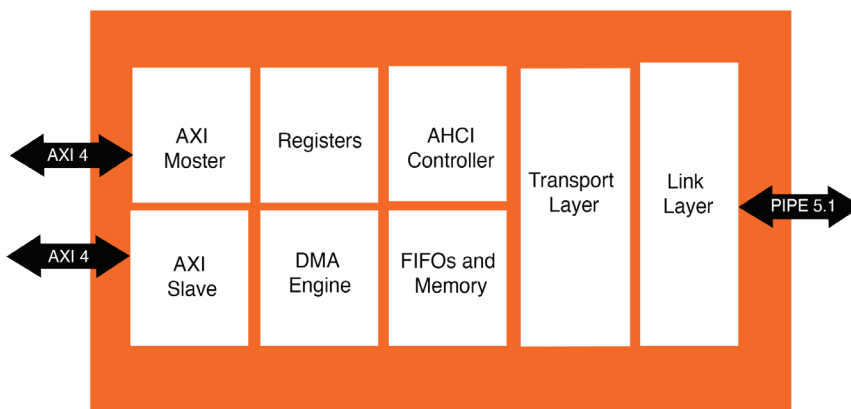 AXI 4
AXI
Moster
Registers
AHCI
Controller
Transport
Layer
Link
Layer
PIPE 5.1
AXI 4
AXI
Slave
DMA
Engine
FIFOs and
Memory